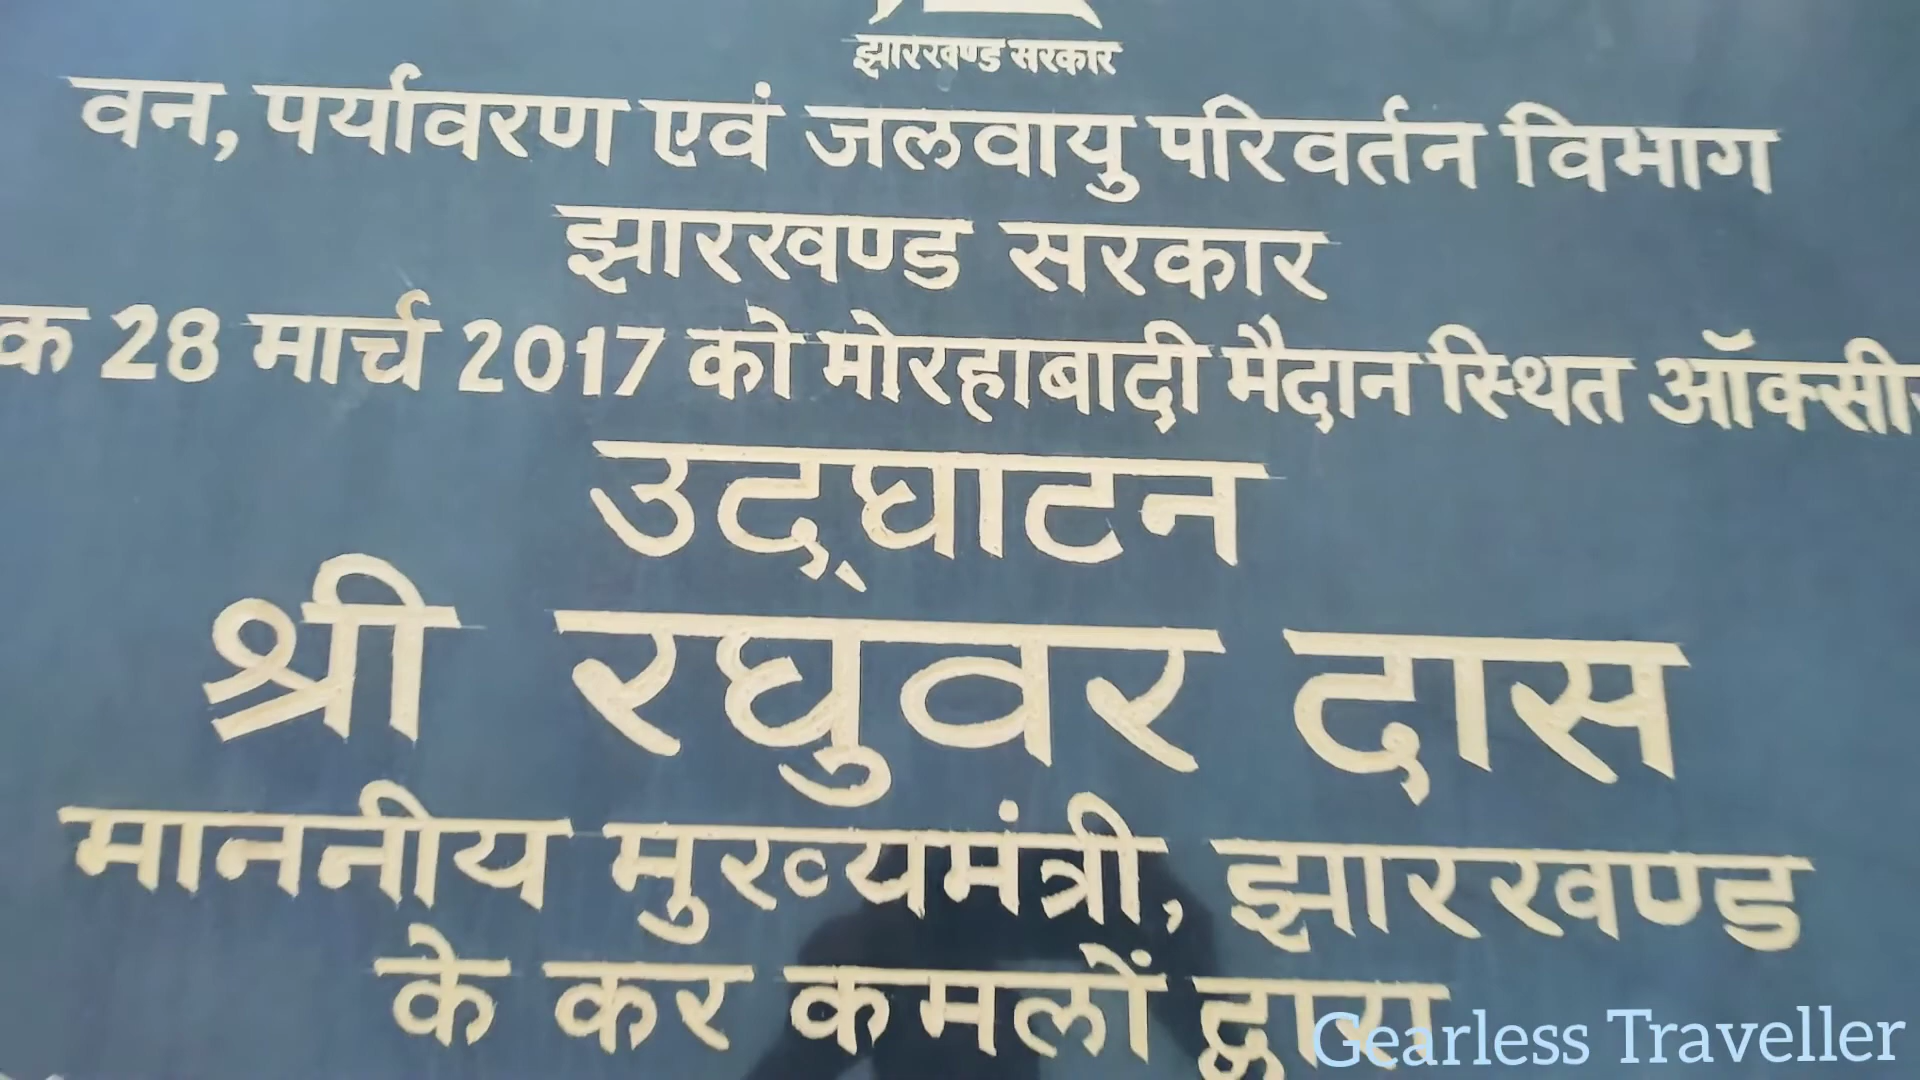 झारखण्ड सरकार
वन, पर्यावरण एवं जलवायु परिवर्तन विभाग
झारखण्ड सरकार
क 28 मार्च 2017 को मोरहाबादी मैदान स्थित ऑक्सी
उद्‌घाटन
श्री रघुवर दास
माननीय मुख्यमंत्री, झारखण्ड
के कर कमलों द्वारा
Gearless Traveller